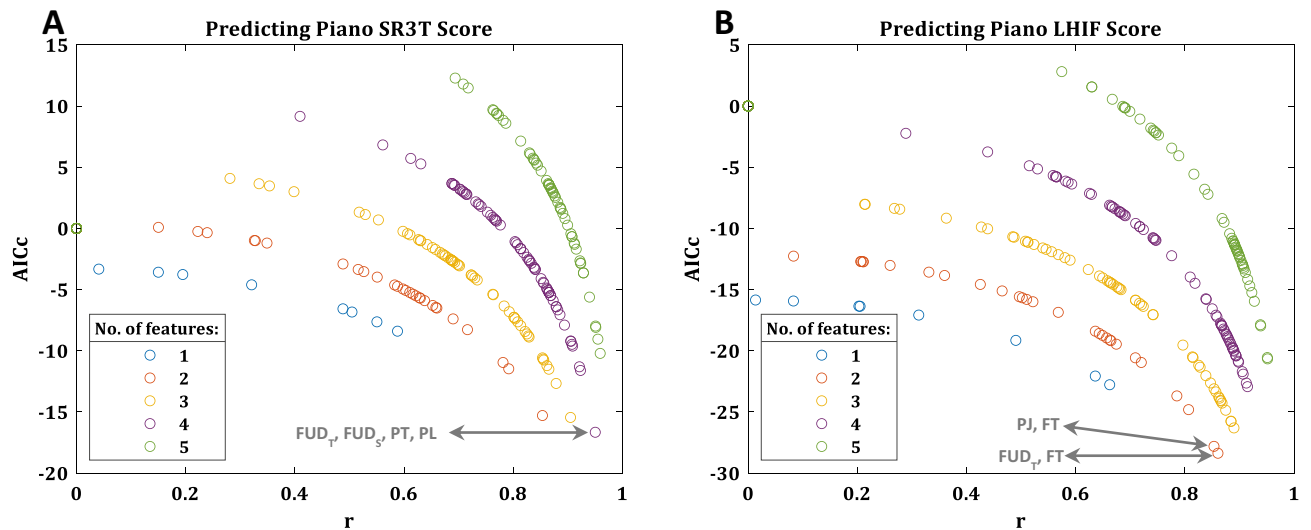 A
Predicting Piano SR3T Score
15
10
5
0
-5
-10
-15
-20
AICc
0
0.2
0.4
0.6
0.8
1
r
No. of features:
1
2
3
4
5
FUD_T, FUD_S, PT, PL
B
Predicting Piano LHIF Score
5
0
-5
-10
-15
-20
-25
-30
AICc
0
0.2
0.4
0.6
0.8
1
r
No. of features:
1
2
3
4
5
PJ, FT
FUD_T, FT